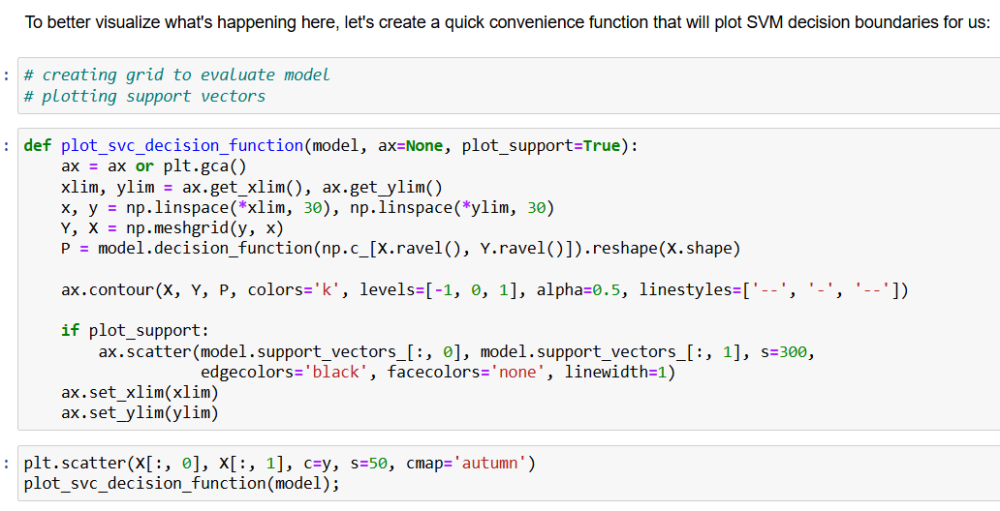 To better visualize what's happening here, let's create a quick convenience function that will plot SVM decision boundaries for us:
: # creating grid to evaluate model
# plotting support vectors
: def plot_svc_decision_function(model, ax=None, plot_support=True):
    ax = ax or plt.gca()
    xlim, ylim = ax.get_xlim(), ax.get_ylim()
    x, y = np.linspace(*xlim, 30), np.linspace(*ylim, 30)
    Y, X = np.meshgrid(y, x)
    P = model.decision_function(np.c_[X.ravel(), Y.ravel()]).reshape(X.shape)
    ax.contour(X, Y, P, colors='k', levels=[-1, 0, 1], alpha=0.5, linestyles=['--', '-', '--'])
    if plot_support:
        ax.scatter(model.support_vectors_[:, 0], model.support_vectors_[:, 1], s=300,
                   edgecolors='black', facecolors='none', linewidth=1)
    ax.set_xlim(xlim)
    ax.set_ylim(ylim)
: plt.scatter(X[:, 0], X[:, 1], c=y, s=50, cmap='autumn')
plot_svc_decision_function(model);